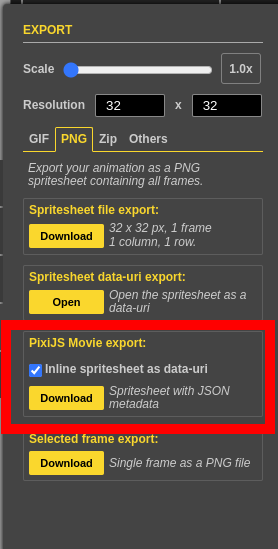 EXPORT
Scale 1.0x
Resolution 32 x 32
GIF PNG Zip Others
Export your animation as a PNG
spritesheet containing all frames.
Spritesheet file export:
Download 32 x 32 px, 1 frame
1 column, 1 row.
Spritesheet data-uri export:
Open Open the spritesheet as a
data-uri
PixiJS Movie export:
Inline spritesheet as data-uri
Download Spritesheet with JSON
metadata
Selected frame export:
Download Single frame as a PNG file